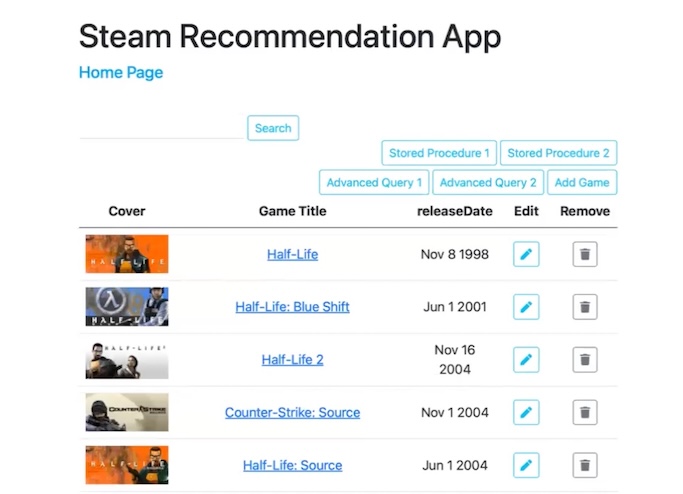 Steam Recommendation App
Home Page
Search
Stored Procedure 1 Stored Procedure 2
Advanced Query 1 Advanced Query 2 Add Game
Cover Game Title releaseDate Edit Remove
HALF-LIFE Half-Life Nov 8 1998
HALF-LIFE Half-Life: Blue Shift Jun 1 2001
HALF-LIFE² Half-Life 2 Nov 16
2004
COUNTER-STRIKE Counter-Strike: Source Nov 1 2004
HALF-LIFE Half-Life: Source Jun 1 2004